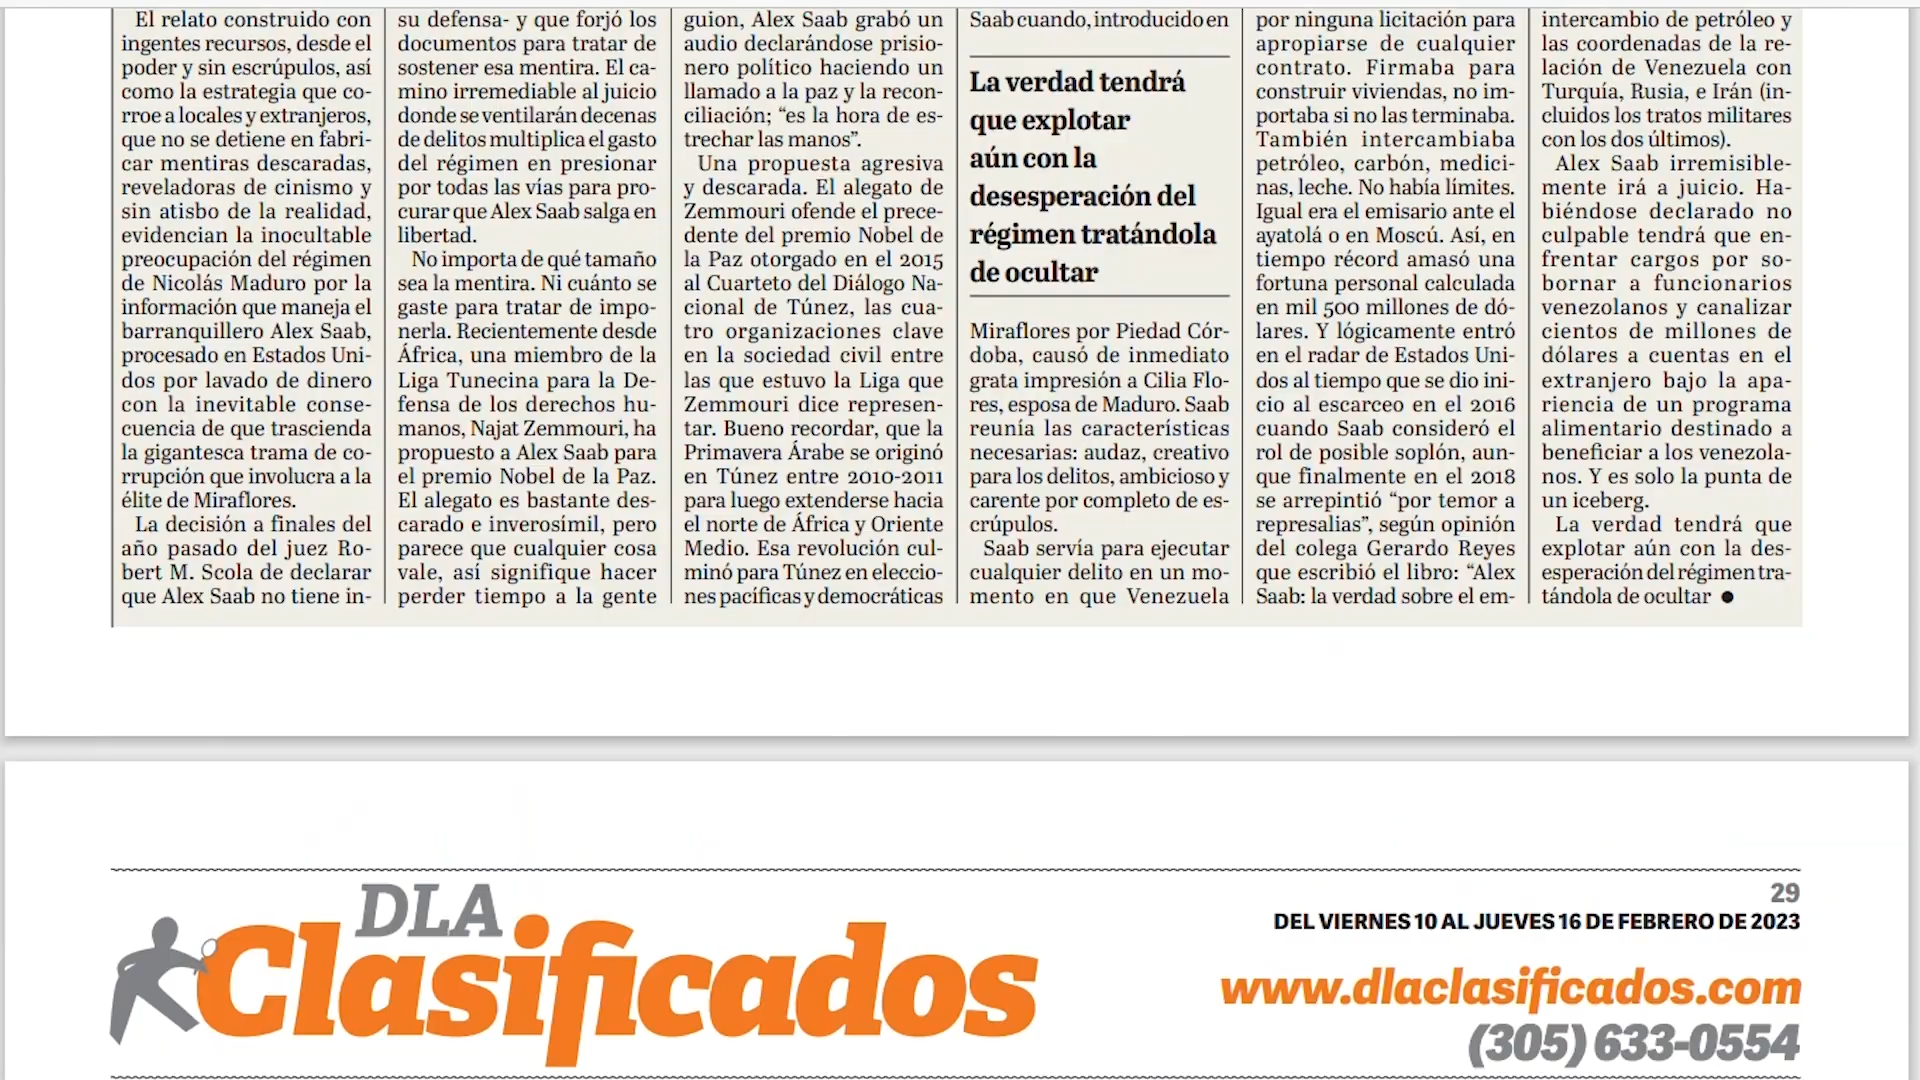 El relato construido con
ingentes recursos, desde el
poder y sin escrúpulos, así
como la estrategia que co-
rroe a locales y extranjeros,
que no se detiene en fabri-
car mentiras descaradas,
reveladoras de cinismo y
sin atisbo de la realidad,
evidencian la inocultable
preocupación del régimen
de Nicolás Maduro por la
información que maneja el
barranquillero Alex Saab,
procesado en Estados Uni-
dos por lavado de dinero
con la inevitable conse-
cuencia de que trascienda
la gigantesca trama de co-
rrupción que involucra a la
élite de Miraflores.
La decisión a finales del
año pasado del juez Ro-
bert M. Scola de declarar
que Alex Saab no tiene in-
su defensa- y que forjó los
documentos para tratar de
sostener esa mentira. El ca-
mino irremediable al juicio
donde se ventilarán decenas
de delitos multiplica el gasto
del régimen en presionar
por todas las vías para pro-
curar que Alex Saab salga en
libertad.
No importa de qué tamaño
sea la mentira. Ni cuánto se
gaste para tratar de impo-
nerla. Recientemente desde
África, una miembro de la
Liga Tunecina para la De-
fensa de los derechos hu-
manos, Najat Zemmouri, ha
propuesto a Alex Saab para
el premio Nobel de la Paz.
El alegato es bastante des-
carado e inverosímil, pero
parece que cualquier cosa
vale, así signifique hacer
perder tiempo a la gente
guion, Alex Saab grabó un
audio declarándose prisio-
nero político haciendo un
llamado a la paz y la recon-
ciliación; “es la hora de es-
trechar las manos”.
Una propuesta agresiva
y descarada. El alegato de
Zemmouri ofende el prece-
dente del premio Nobel de
la Paz otorgado en el 2015
al Cuarteto del Diálogo Na-
cional de Túnez, las cua-
tro organizaciones clave
en la sociedad civil entre
las que estuvo la Liga que
Zemmouri dice represen-
tar. Bueno recordar, que la
Primavera Árabe se originó
en Túnez entre 2010-2011
para luego extenderse hacia
el norte de África y Oriente
Medio. Esa revolución cul-
minó para Túnez en eleccio-
nes pacíficas y democráticas
Saab cuando, introducido en
La verdad tendrá
que explotar
aún con la
desesperación del
régimen tratándola
de ocultar
Miraflores por Piedad Cór-
doba, causó de inmediato
grata impresión a Cilia Flo-
res, esposa de Maduro. Saab
reunía las características
necesarias: audaz, creativo
para los delitos, ambicioso y
carente por completo de es-
crúpulos.
Saab servía para ejecutar
cualquier delito en un mo-
mento en que Venezuela
por ninguna licitación para
apropiarse de cualquier
contrato. Firmaba para
construir viviendas, no im-
portaba si no las terminaba.
También intercambiaba
petróleo, carbón, medici-
nas, leche. No había límites.
Igual era el emisario ante el
ayatolá o en Moscú. Así, en
tiempo récord amasó una
fortuna personal calculada
en mil 500 millones de dó-
lares. Y lógicamente entró
en el radar de Estados Uni-
dos al tiempo que se dio ini-
cio al escarceo en el 2016
cuando Saab consideró el
rol de posible soplón, aun-
que finalmente en el 2018
se arrepintió “por temor a
represalias”, según opinión
del colega Gerardo Reyes
que escribió el libro: “Alex
Saab: la verdad sobre el em-
intercambio de petróleo y
las coordenadas de la re-
lación de Venezuela con
Turquía, Rusia, e Irán (in-
cluidos los tratos militares
con los dos últimos).
Alex Saab irremisible-
mente irá a juicio. Ha-
biéndose declarado no
culpable tendrá que en-
frentar cargos por so-
bornar a funcionarios
venezolanos y canalizar
cientos de millones de
dólares a cuentas en el
extranjero bajo la apa-
riencia de un programa
alimentario destinado a
beneficiar a los venezola-
nos. Y es solo la punta de
un iceberg.
La verdad tendrá que
explotar aún con la des-
esperación del régimen tra-
tándola de ocultar ●
DLA
Clasificados
29
DEL VIERNES 10 AL JUEVES 16 DE FEBRERO DE 2023
www.dlaclasificados.com
(305) 633-0554